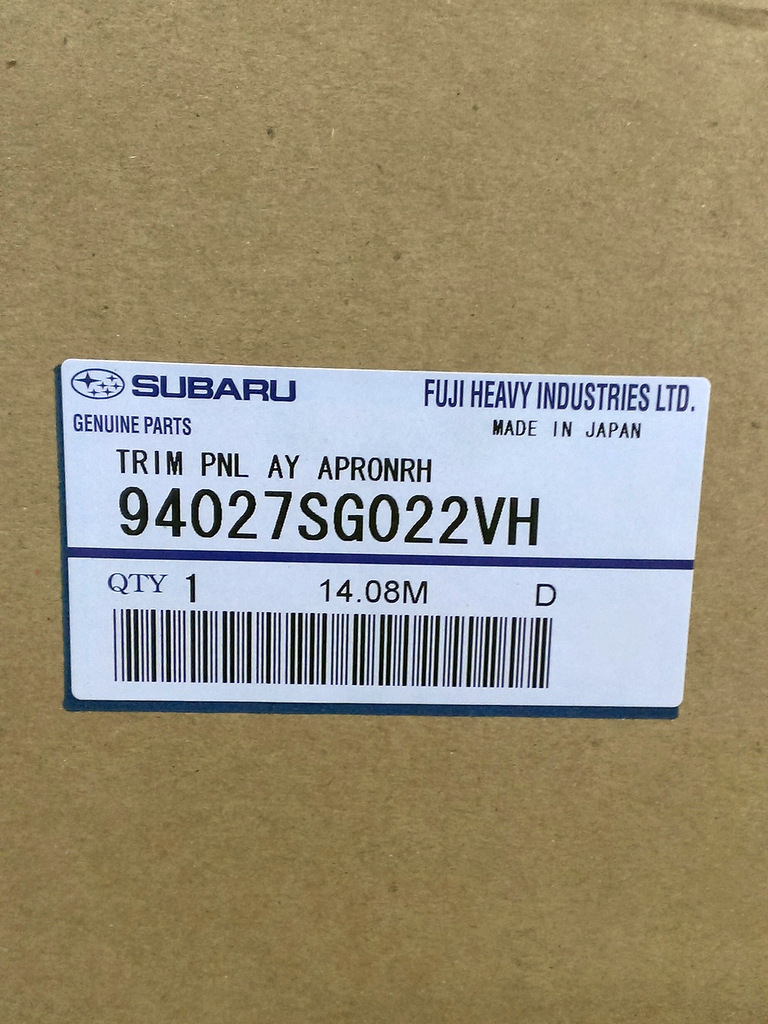 SUBARU
FUJI HEAVY INDUSTRIES LTD.
GENUINE PARTS
MADE IN JAPAN
TRIM PNL AY APRONRH
94027SG022VH
QTY 1 14.08M D